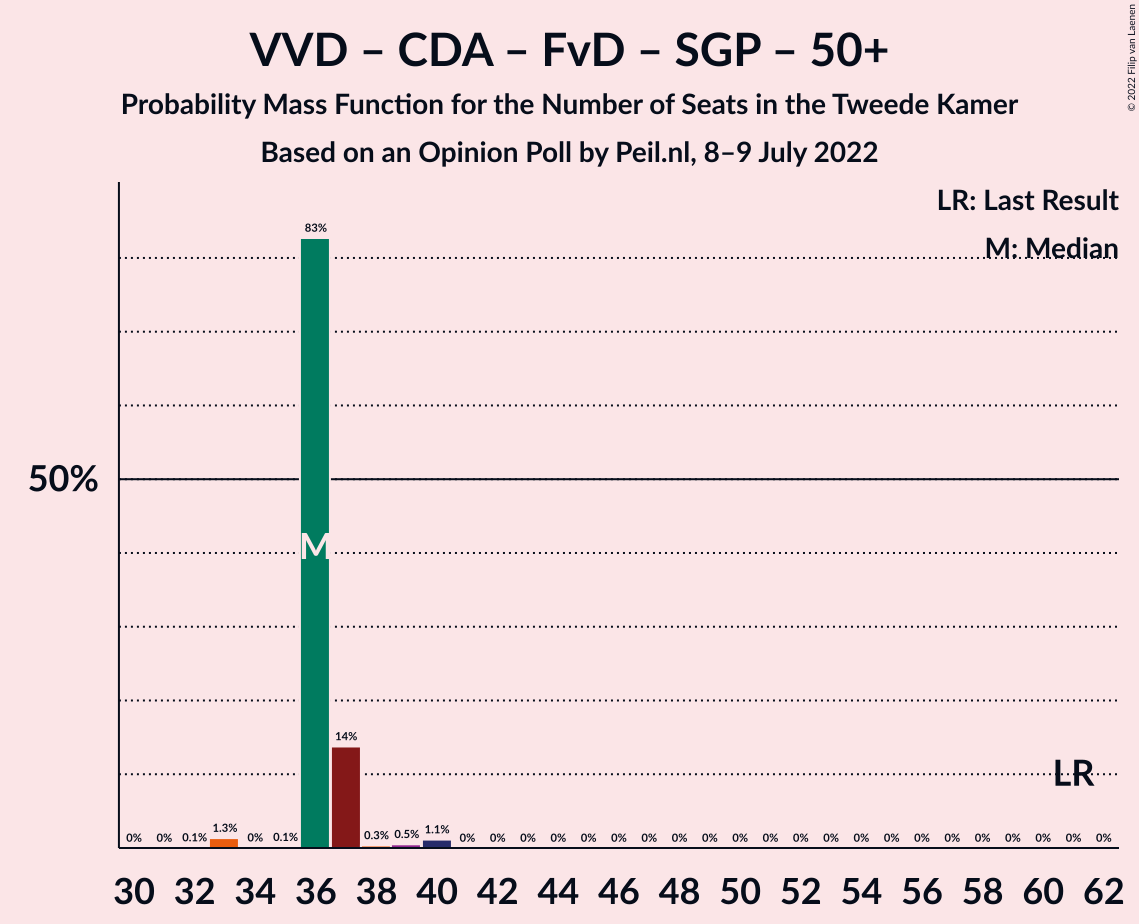 VVD – CDA – FvD – SGP – 50+
Probability Mass Function for the Number of Seats in the Tweede Kamer
Based on an Opinion Poll by Peil.nl, 8–9 July 2022
© 2022 Filip van Laenen
LR: Last Result
M: Median
50%
83%
M
14%
LR
0% 0% 0.1% 1.3% 0% 0.1% 0.3% 0.5% 1.1% 0% 0% 0% 0% 0% 0% 0% 0% 0% 0% 0% 0% 0% 0% 0% 0% 0% 0% 0% 0% 0% 0%
30 32 34 36 38 40 42 44 46 48 50 52 54 56 58 60 62